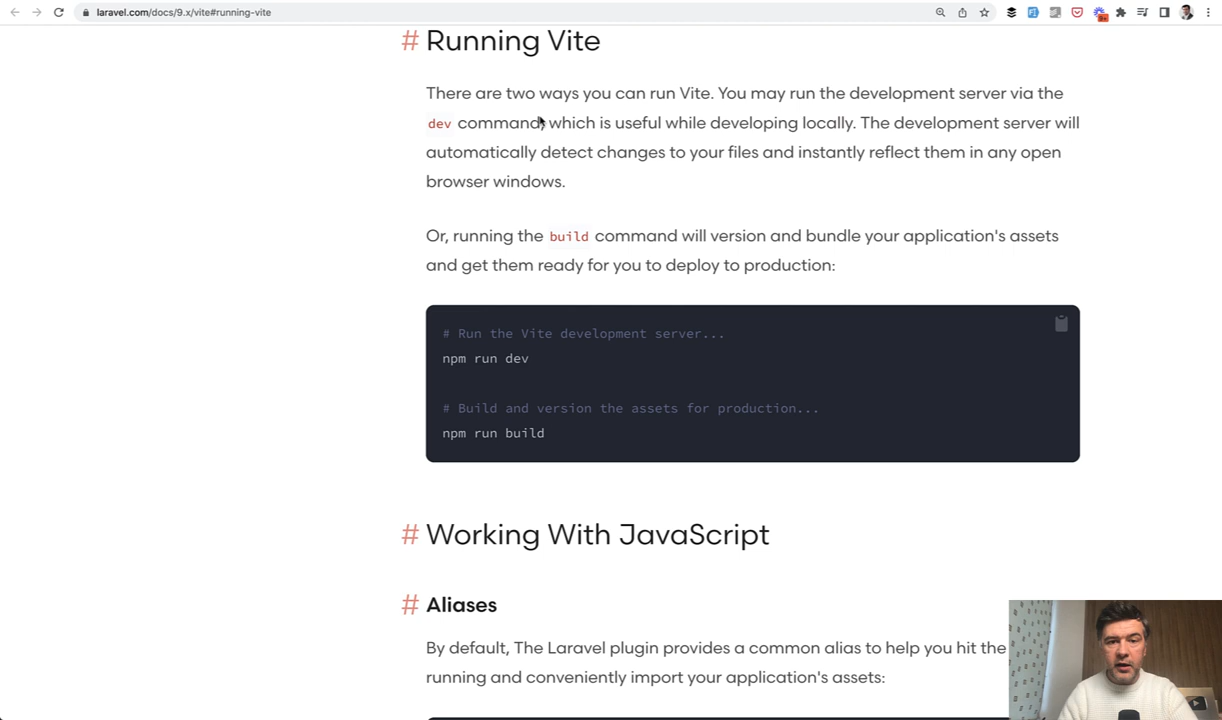 laravel.com/docs/9.x/vite#running-vite
9+
# Running Vite
There are two ways you can run Vite. You may run the development server via the
dev command, which is useful while developing locally. The development server will
automatically detect changes to your files and instantly reflect them in any open
browser windows.
Or, running the build command will version and bundle your application's assets
and get them ready for you to deploy to production:
# Run the Vite development server...
npm run dev
# Build and version the assets for production...
npm run build
# Working With JavaScript
# Aliases
By default, The Laravel plugin provides a common alias to help you hit the
running and conveniently import your application's assets: